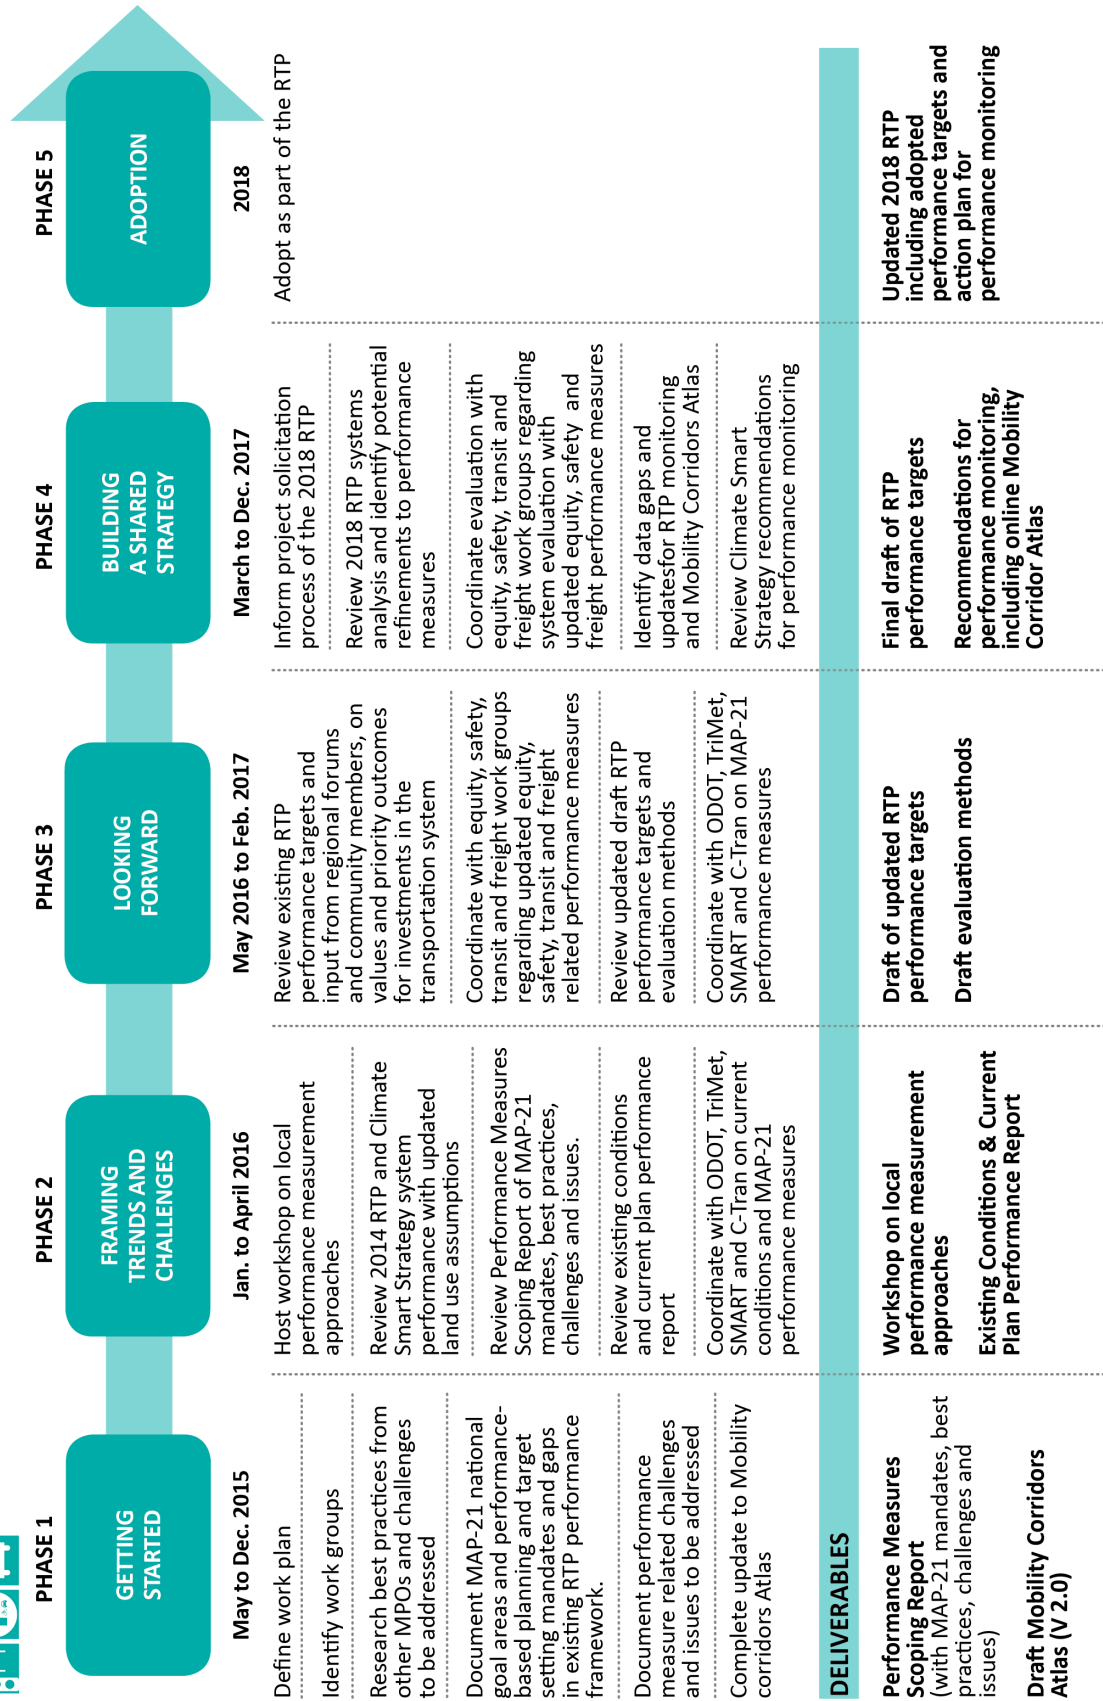 PHASE 1
GETTING
STARTED
May to Dec. 2015
Define work plan
Identify work groups
Research best practices from
other MPOs and challenges
to be addressed
Document MAP-21 national
goal areas and performance-
based planning and target
setting mandates and gaps
in existing RTP performance
framework.
Document performance
measure related challenges
and issues to be addressed
Complete update to Mobility
corridors Atlas
PHASE 2
FRAMING
TRENDS AND
CHALLENGES
Jan. to April 2016
Host workshop on local
performance measurement
approaches
Review 2014 RTP and Climate
Smart Strategy system
performance with updated
land use assumptions
Review Performance Measures
Scoping Report of MAP-21
mandates, best practices,
challenges and issues.
Review existing conditions
and current plan performance
report
Coordinate with ODOT, TriMet,
SMART and C-Tran on current
conditions and MAP-21
performance measures
PHASE 3
LOOKING
FORWARD
May 2016 to Feb. 2017
Review existing RTP
performance targets and
input from regional forums
and community members, on
values and priority outcomes
for investments in the
transportation system
Coordinate with equity, safety,
transit and freight work groups
regarding updated equity,
safety, transit and freight
related performance measures
Review updated draft RTP
performance targets and
evaluation methods
Coordinate with ODOT, TriMet,
SMART and C-Tran on MAP-21
performance measures
PHASE 4
BUILDING
A SHARED
STRATEGY
March to Dec. 2017
Inform project solicitation
process of the 2018 RTP
Review 2018 RTP systems
analysis and identify potential
refinements to performance
measures
Coordinate evaluation with
equity, safety, transit and
freight work groups regarding
system evaluation with
updated equity, safety and
freight performance measures
Identify data gaps and
updatesfor RTP monitoring
and Mobility Corridors Atlas
Review Climate Smart
Strategy recommendations
for performance monitoring
PHASE 5
ADOPTION
2018
Adopt as part of the RTP
DELIVERABLES
Performance Measures
Scoping Report
(with MAP-21 mandates, best
practices, challenges and
issues)
Draft Mobility Corridors
Atlas (V 2.0)
Workshop on local
performance measurement
approaches
Existing Conditions & Current
Plan Performance Report
Draft of updated RTP
performance targets
Draft evaluation methods
Final draft of RTP
performance targets
Recommendations for
performance monitoring,
including online Mobility
Corridor Atlas
Updated 2018 RTP
including adopted
performance targets and
action plan for
performance monitoring